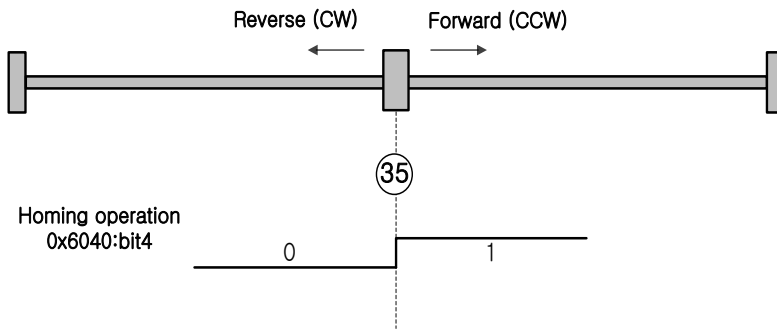 Reverse (CW)
Forward (CCW)
35
Homing operation
0x6040:bit4
0
1